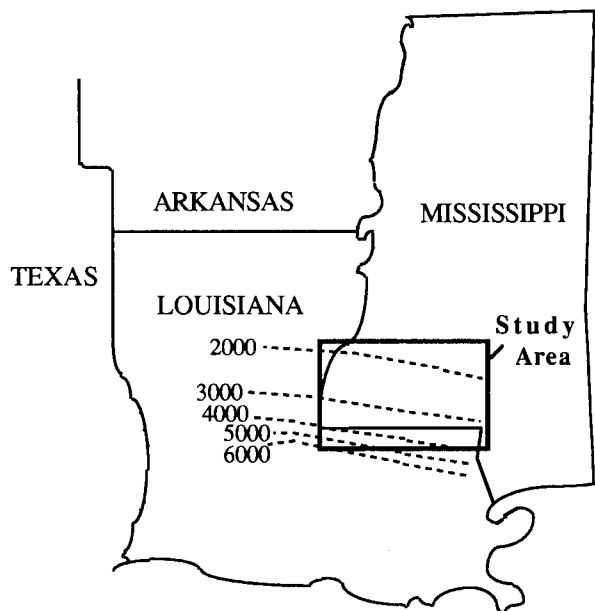 ARKANSAS
MISSISSIPPI
TEXAS
LOUISIANA
Study
Area
2000
3000
4000
5000
6000